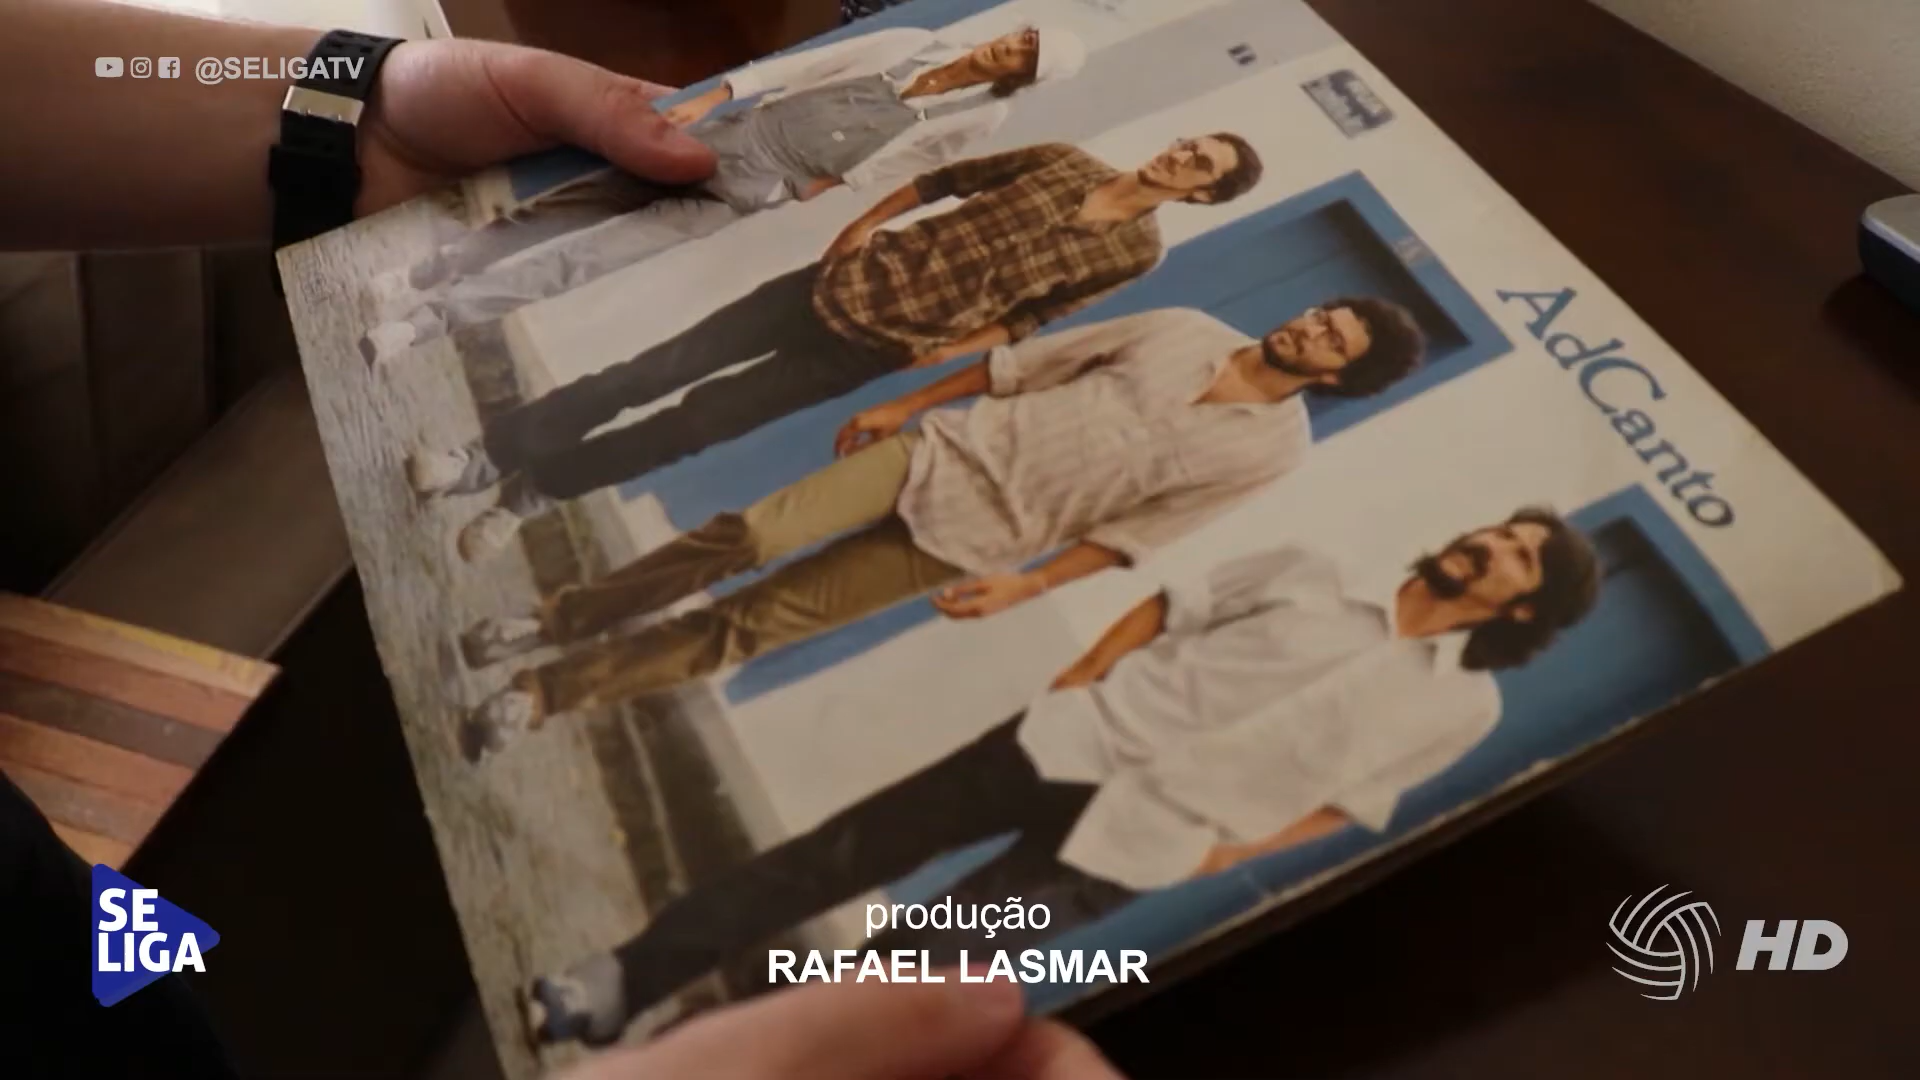 @SELIGATV
AdCanto
SE
LIGA
produção
RAFAEL LASMAR
HD